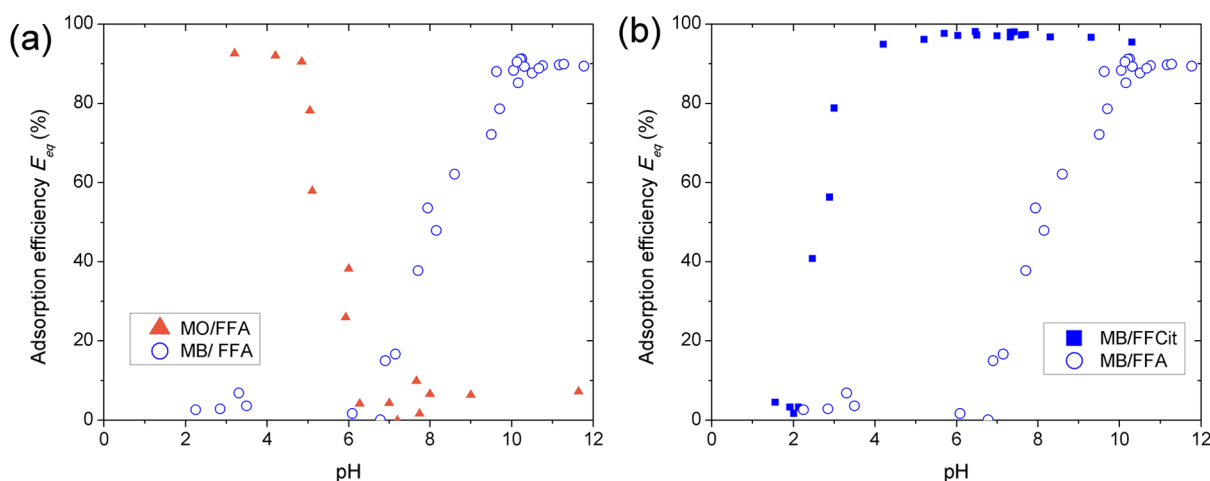 (a)
Adsorption efficiency E_eq (%)
100
80
60
40
20
0
MO/FFA
MB/ FFA
0 2 4 6 8 10 12
pH
(b)
Adsorption efficiency E_eq (%)
100
80
60
40
20
0
MB/FFCit
MB/FFA
0 2 4 6 8 10 12
pH